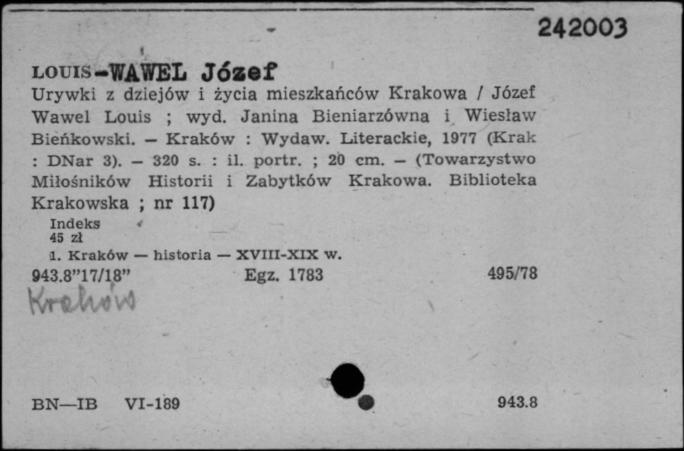 242003
LOUIS-WAWEL Józef
Urywki z dziejów i życia mieszkańców Krakowa / Józef
Wawel Louis ; wyd. Janina Bieniarzówna i Wiesław
Bieńkowski. — Kraków : Wydaw. Literackie, 1977 (Krak
: DNar 3). — 320 s. : il. portr. ; 20 cm. — (Towarzystwo
Miłośników Historii i Zabytków Krakowa. Biblioteka
Krakowska ; nr 117)
Indeks
45 zł
1. Kraków — historia — XVIII-XIX w.
943.8”17/18” Egz. 1783 495/78
Kraków
BN—IB VI-189 943.8